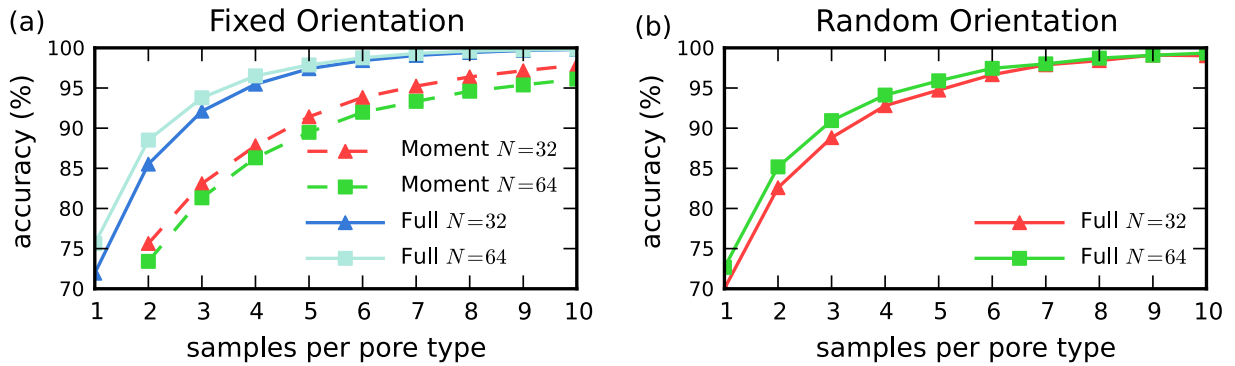 (a) Fixed Orientation
accuracy (%)
100
95
90
85
80
75
70
1 2 3 4 5 6 7 8 9 10
samples per pore type
Moment N=32
Moment N=64
Full N=32
Full N=64
(b) Random Orientation
accuracy (%)
100
95
90
85
80
75
70
1 2 3 4 5 6 7 8 9 10
samples per pore type
Full N=32
Full N=64